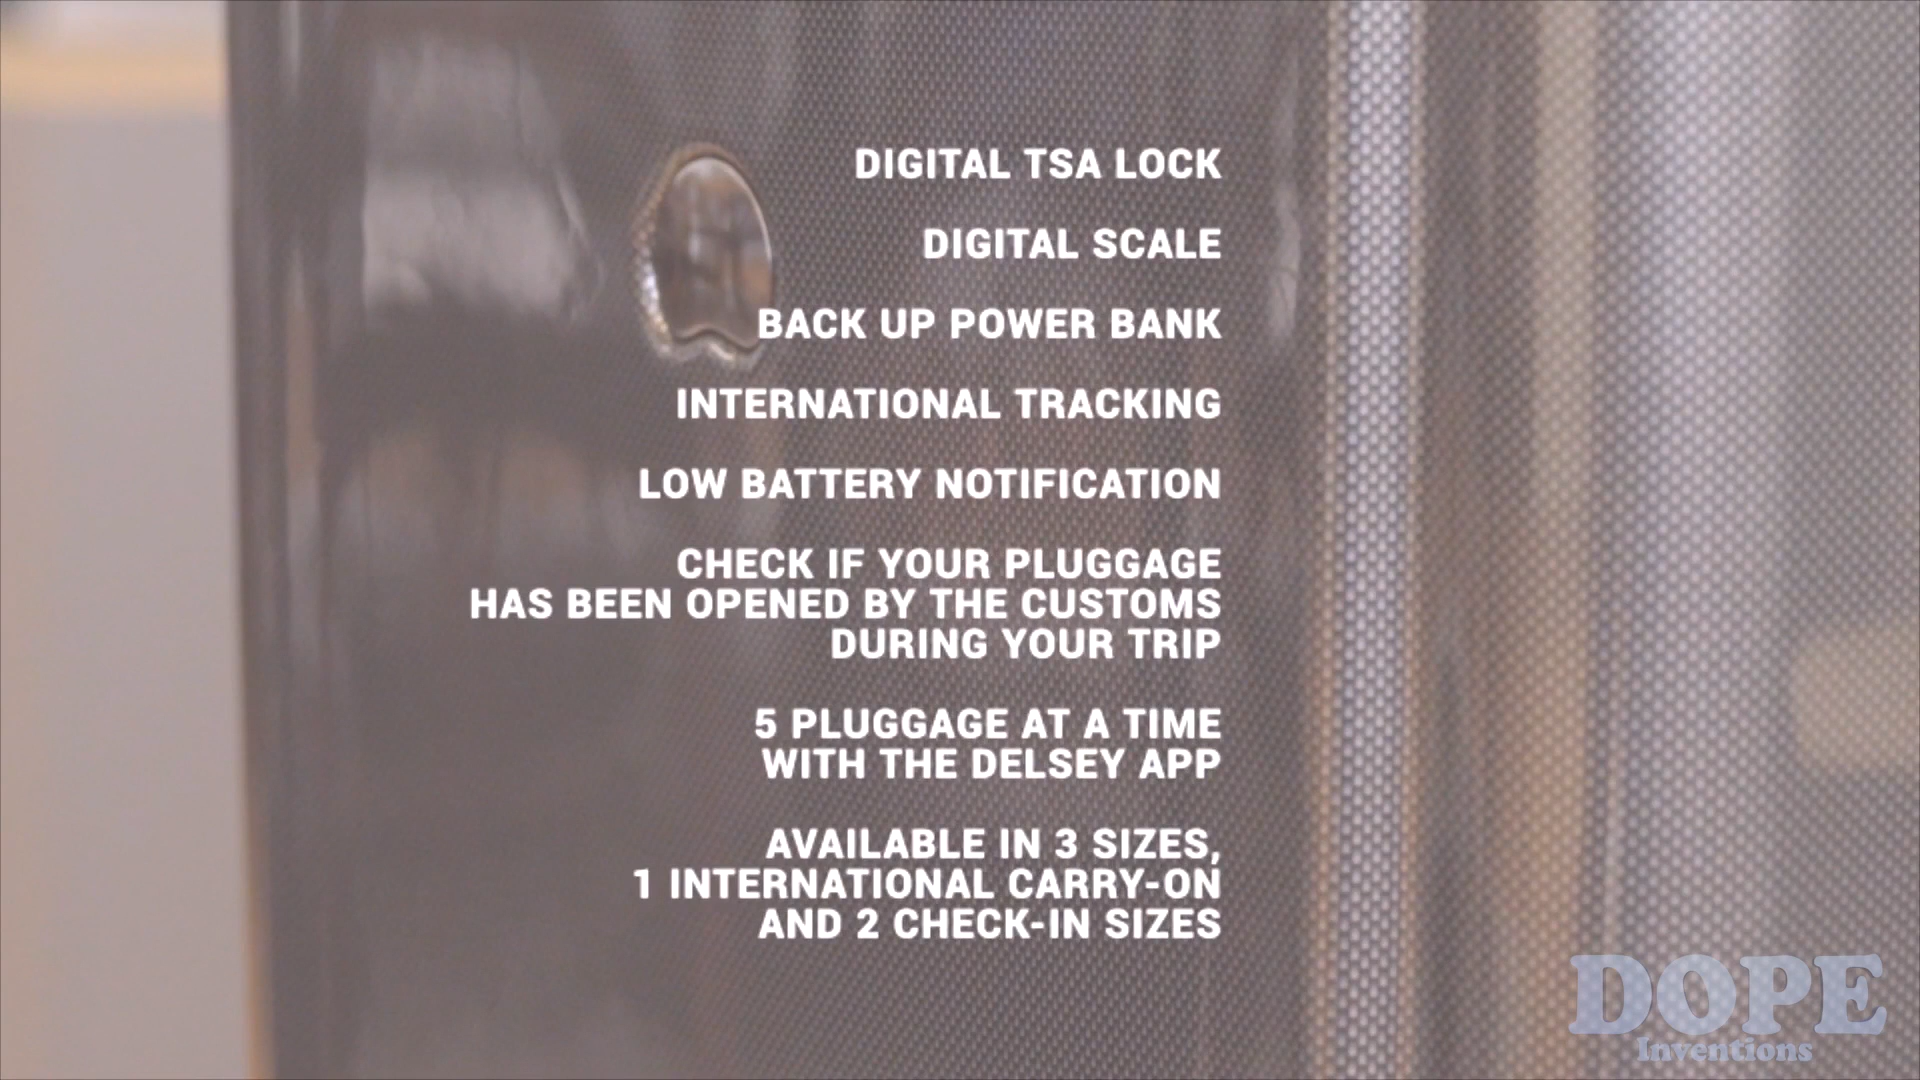 DIGITAL TSA LOCK
DIGITAL SCALE
BACK UP POWER BANK
INTERNATIONAL TRACKING
LOW BATTERY NOTIFICATION
CHECK IF YOUR PLUGGAGE
HAS BEEN OPENED BY THE CUSTOMS
DURING YOUR TRIP
5 PLUGGAGE AT A TIME
WITH THE DELSEY APP
AVAILABLE IN 3 SIZES,
1 INTERNATIONAL CARRY-ON
AND 2 CHECK-IN SIZES
DOPE
Inventions